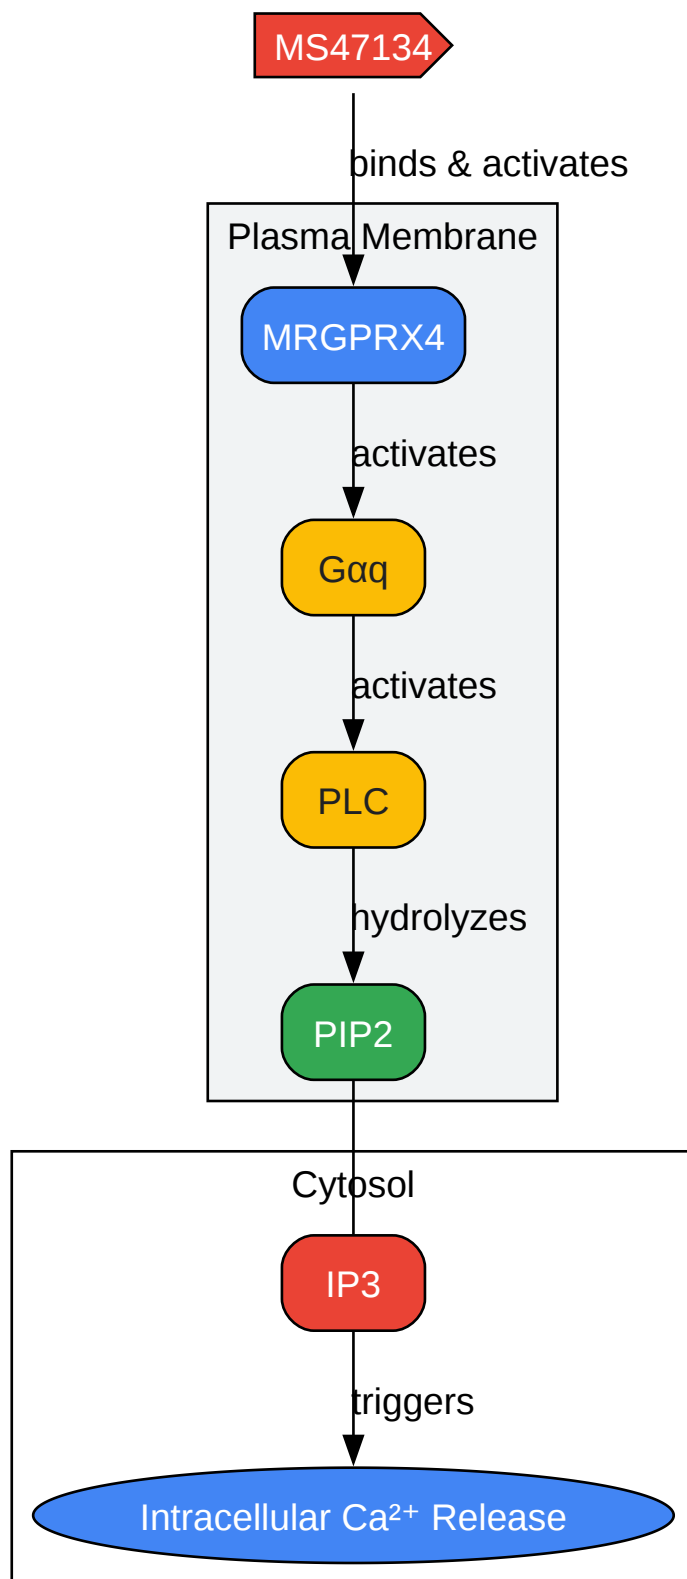 MS47134
binds & activates
Plasma Membrane
MRGPRX4
activates
Gαq
activates
PLC
hydrolyzes
PIP2
Cytosol
IP3
triggers
Intracellular Ca²⁺ Release